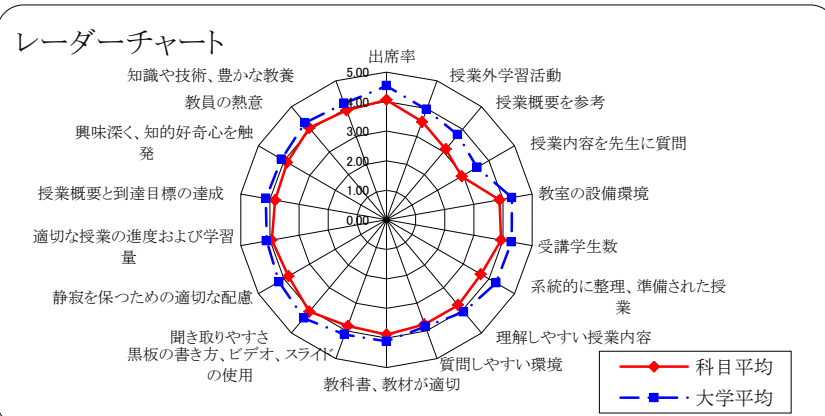 レーダーチャート
出席率
授業外学習活動
授業概要を参考
授業内容を先生に質問
教室の設備環境
受講学生数
系統的に整理、準備された授
業
理解しやすい授業内容
質問しやすい環境
教科書、教材が適切
黒板の書き方、ビデオ、スライド
の使用
聞き取りやすさ
静寂を保つための適切な配慮
適切な授業の進度および学習
量
授業概要と到達目標の達成
興味深く、知的好奇心を触
発
教員の熱意
知識や技術、豊かな教養
5.00
4.00
3.00
2.00
1.00
0.00
科目平均
大学平均